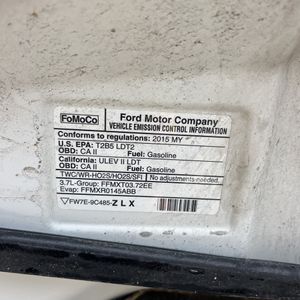 FoMoCo
Ford Motor Company
VEHICLE EMISSION CONTROL INFORMATION
Conforms to regulations: 2015 MY
U.S. EPA: T2B5 LDT2
OBD: CA II Fuel: Gasoline
California: ULEV II LDT
OBD: CA II Fuel: Gasoline
TWC/WR-HO2S/HO2S/SFI No adjustments needed.
3.7L-Group: FFMXT03.72EE
Evap: FFMXR0145ABB
FW7E-9C485-ZLX